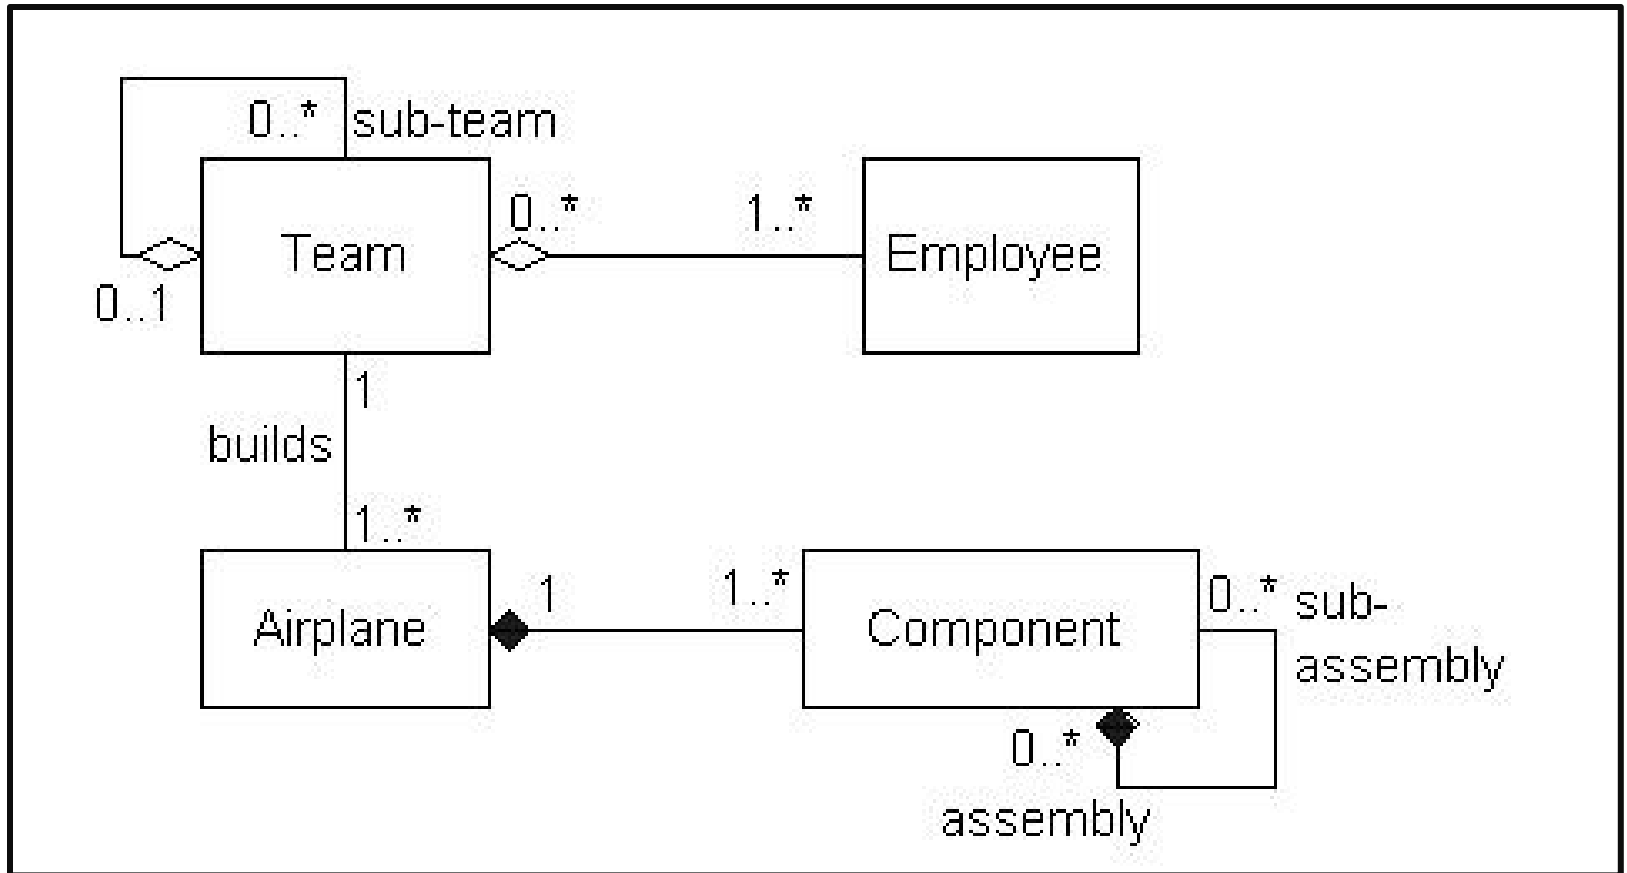 0..* sub-team
0..* 1..*
Team Employee
0..1
1
builds
1..*
1 1..* 0..* sub-
Airplane Component
assembly
0..*
assembly